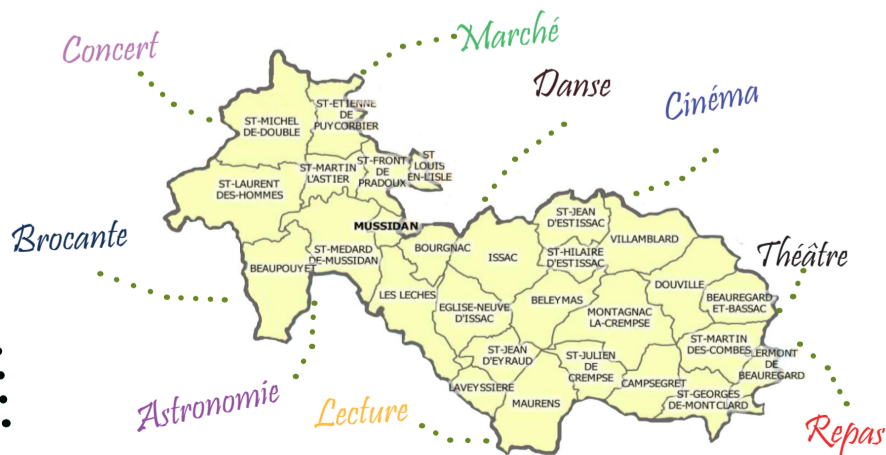 Concert
Marché
Danse
Cinéma
Brocante
Théâtre
Astronomie
Lecture
Repas
ST-MICHEL
DE-DOUBLE
ST-ETIENNE
DE
PUYCORBIER
ST-LAURENT
DES-HOMMES
ST-MARTIN
L'ASTIER
ST-FRONT
DE
PRADOUX
ST
LOUIS
EN-L'ISLE
MUSSIDAN
BEAUPOUYET
ST-MEDARD
DE-MUSSIDAN
BOURGNAC
LES LECHES
ISSAC
ST-JEAN
D'ESTISSAC
ST-HILAIRE
D'ESTISSAC
VILLAMBLARD
EGLISE-NEUVE
D'ISSAC
BELEYMAS
MONTAGNAC
LA-CREMPSE
DOUVILLE
BEAUREGARD
ET-BASSAC
ST-JEAN
D'EYRAUD
LAVEYSSIERE
MAURENS
ST-JULIEN
DE
CREMPSE
CAMPSEGRET
ST-MARTIN
DES-COMBES
CLERMONT
DE
BEAUREGARD
ST-GEORGES
DE-MONTCLARD